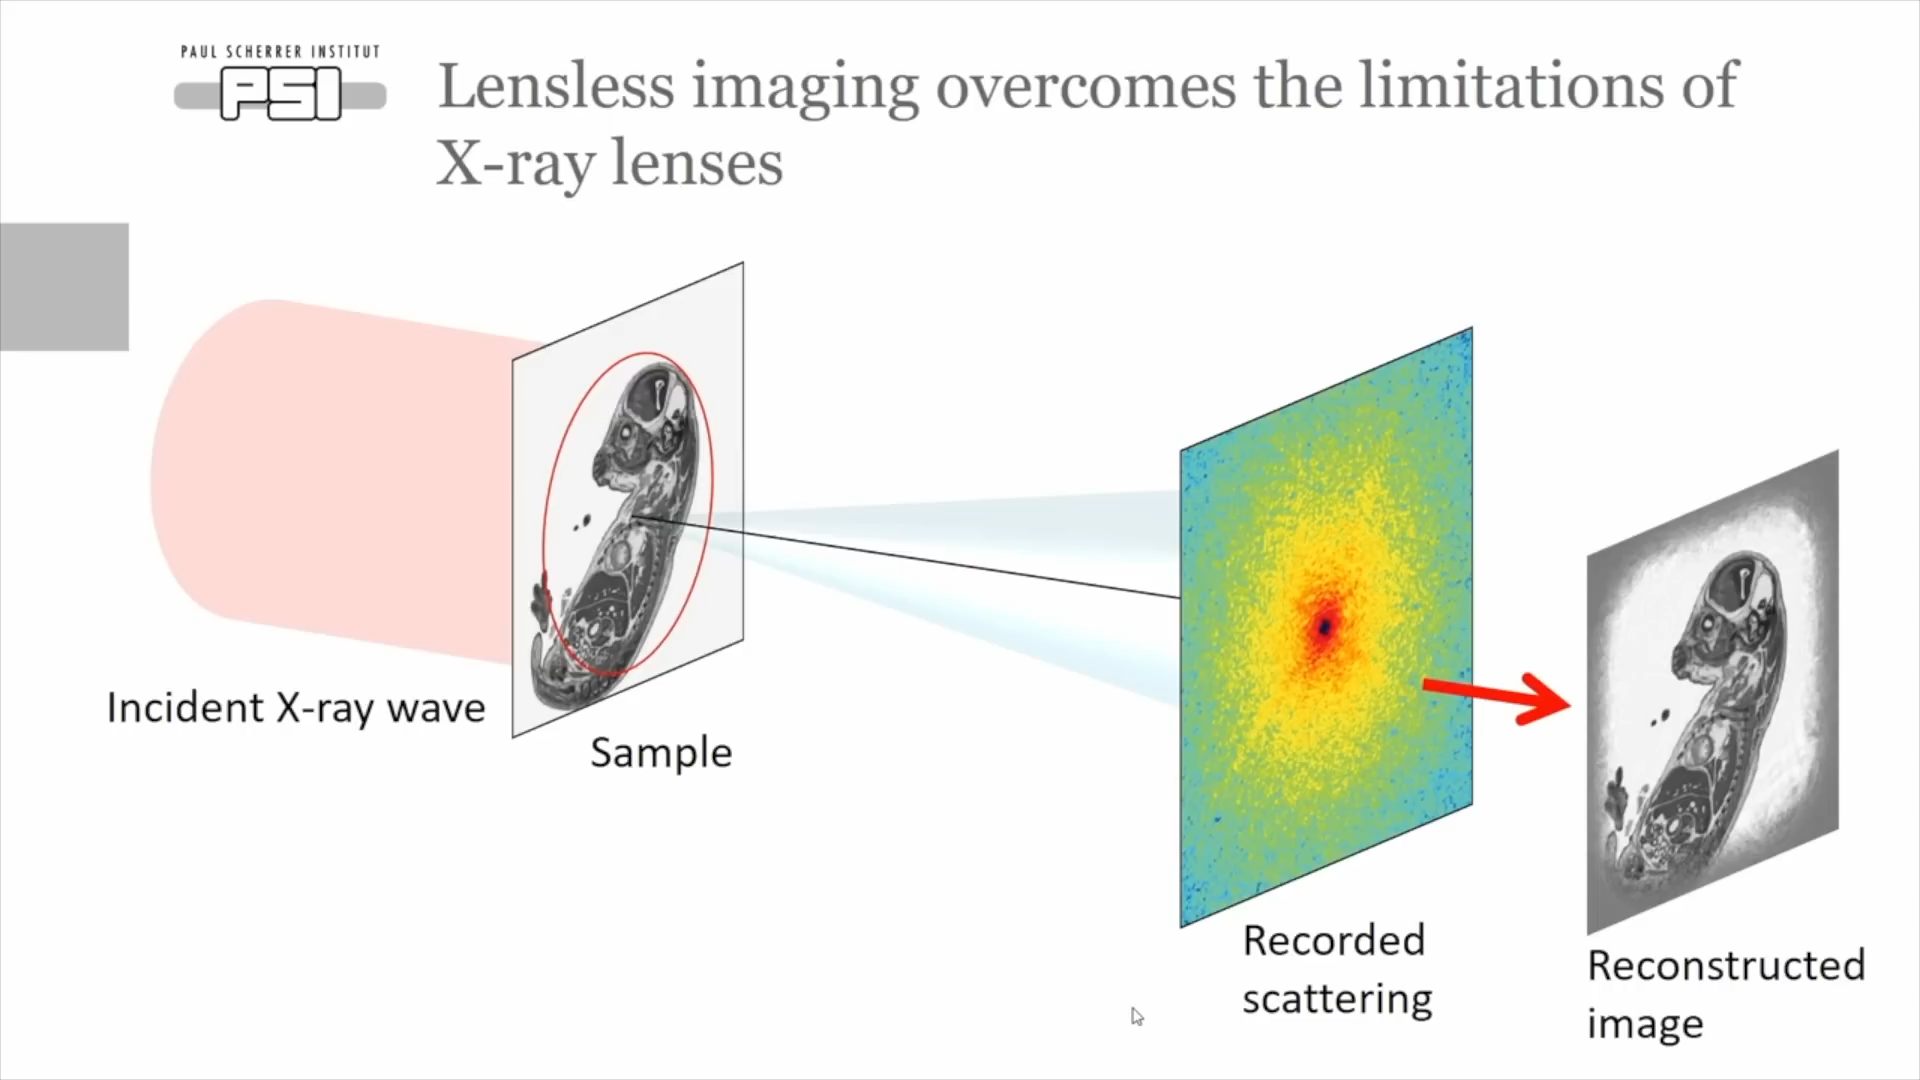 PAUL SCHERRER INSTITUT
PSI
Lensless imaging overcomes the limitations of
X-ray lenses
Incident X-ray wave
Sample
Recorded
scattering
Reconstructed
image